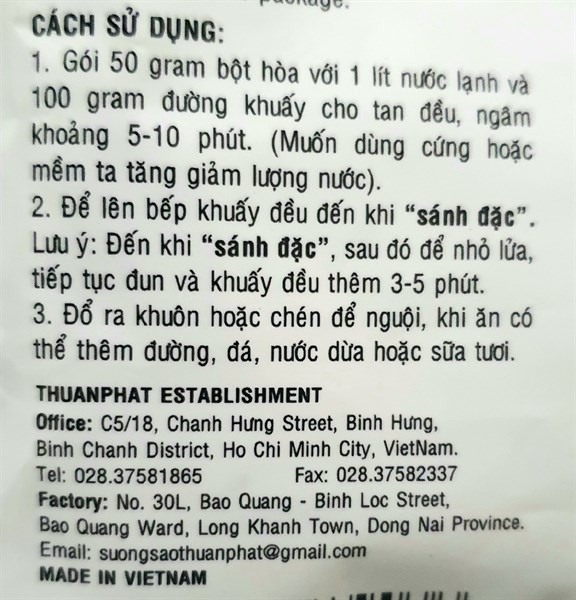 package.
CÁCH SỬ DỤNG:
1. Gói 50 gram bột hòa với 1 lít nước lạnh và
100 gram đường khuấy cho tan đều, ngâm
khoảng 5-10 phút. (Muốn dùng cứng hoặc
mềm ta tăng giảm lượng nước).
2. Để lên bếp khuấy đều đến khi “sánh đặc”.
Lưu ý: Đến khi “sánh đặc”, sau đó để nhỏ lửa,
tiếp tục đun và khuấy đều thêm 3-5 phút.
3. Đổ ra khuôn hoặc chén để nguội, khi ăn có
thể thêm đường, đá, nước dừa hoặc sữa tươi.
THUANPHAT ESTABLISHMENT
Office: C5/18, Chanh Hung Street, Binh Hung,
Binh Chanh District, Ho Chi Minh City, VietNam.
Tel: 028.37581865 Fax: 028.37582337
Factory: No. 30L, Bao Quang - Binh Loc Street,
Bao Quang Ward, Long Khanh Town, Dong Nai Province.
Email: suongsaothuanphat@gmail.com
MADE IN VIETNAM